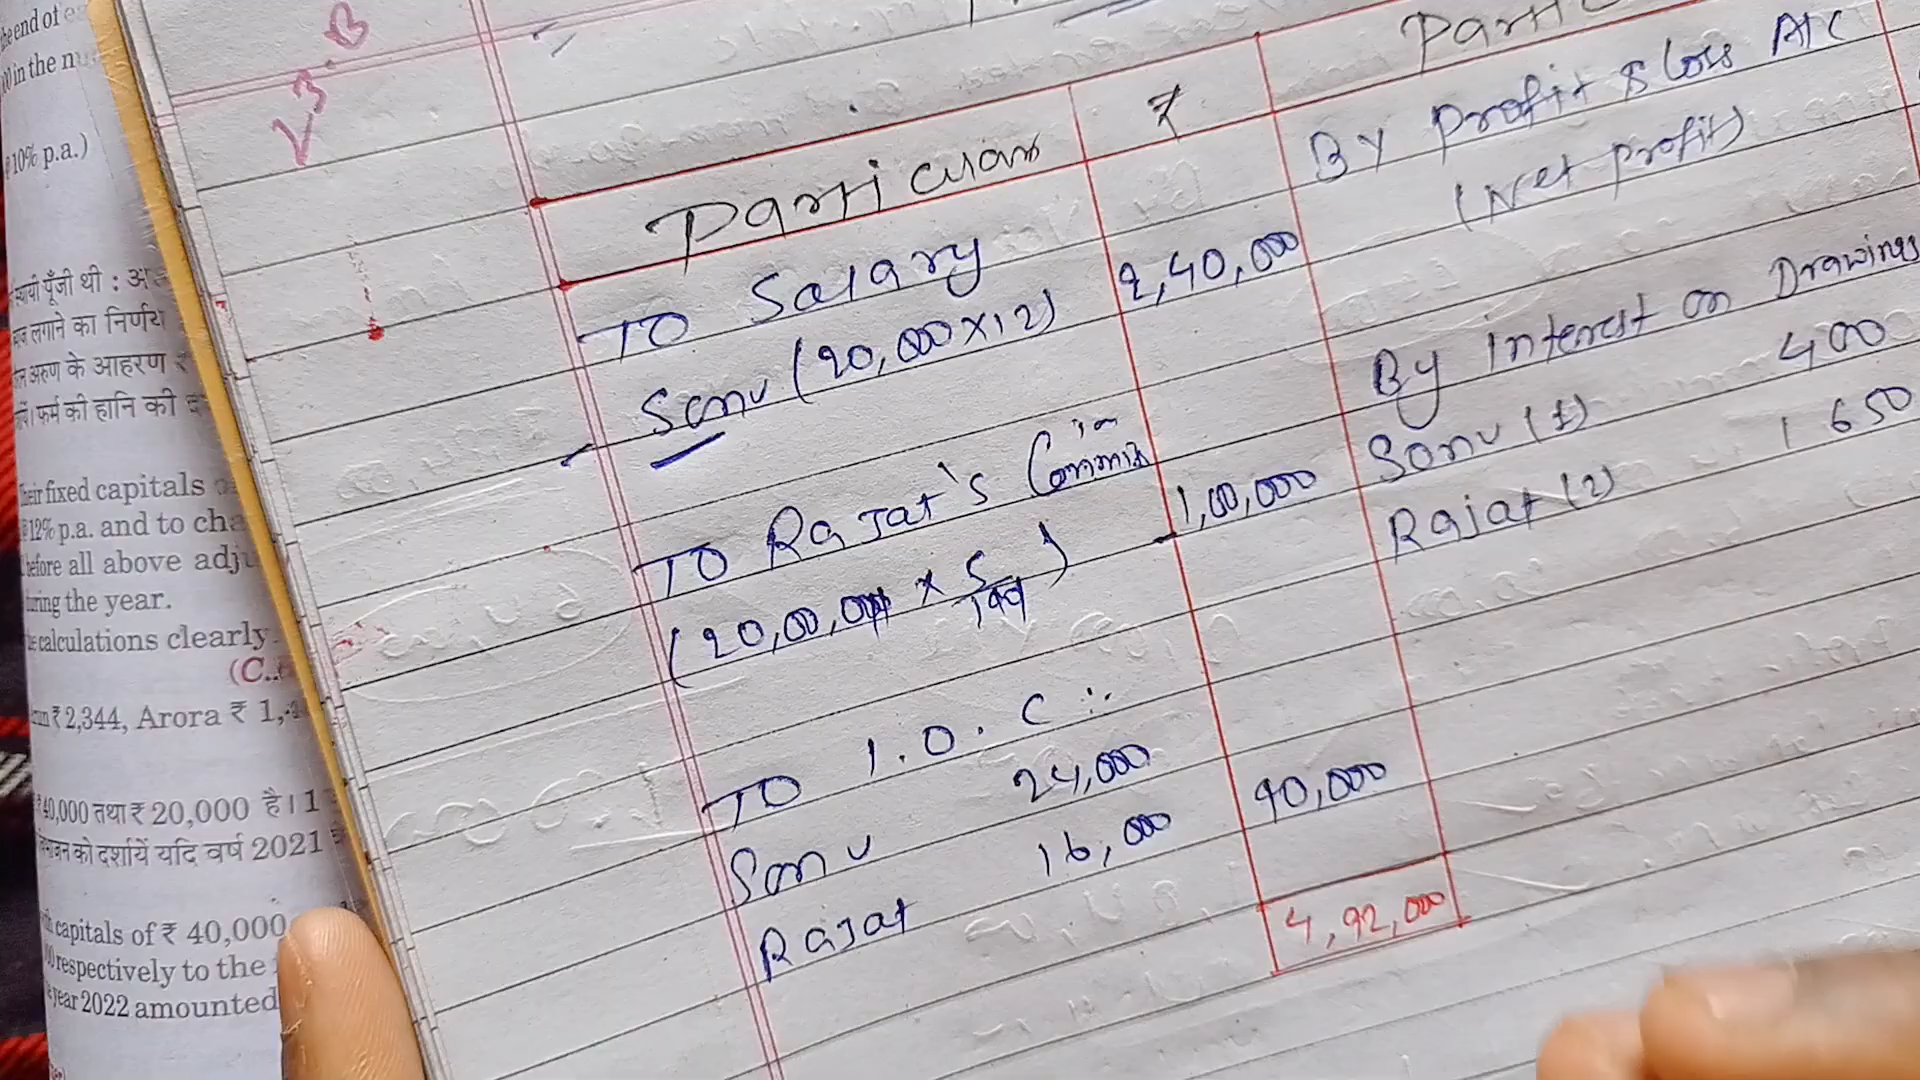 the end of
00 in the
@10% p.a.)
स्थायी पूँजी थी :
ब्याज लगाने का निर्णय
अरुण के आहरण
फर्म की हानि की
their fixed capitals
@12% p.a. and to cha
before all above adju
during the year.
calculations clearly.
(C.
₹ 2,344, Arora ₹ 1,
₹40,000 तथा ₹ 20,000 है। 1
को दर्शायें यदि वर्ष 2021
capitals of ₹ 40,000
respectively to the
year 2022 amounted
Particulars ₹
To Salary
Sonu (20,000×12) 2,40,000
To Rajat's Commission 1,00,000
(20,00,000 × 5/100)
To I.O.C :-
Sonu 24,000
Rajat 16,000 40,000
4,92,000
Partic
By Profit & Loss A/C
(Net profit)
By Interest on Drawings
Sonu (1) 400
Rajat (2) 1650